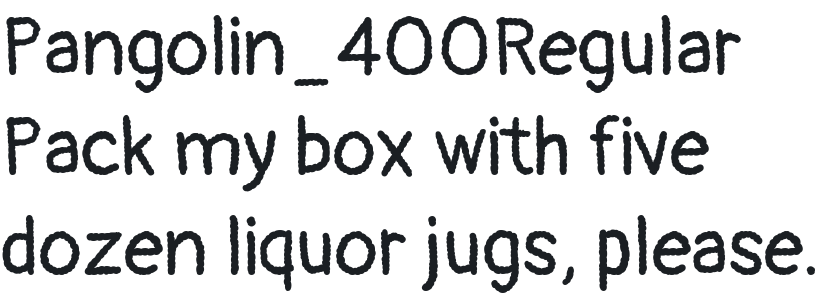 Pangolin_400Regular
Pack my box with five
dozen liquor jugs, please.